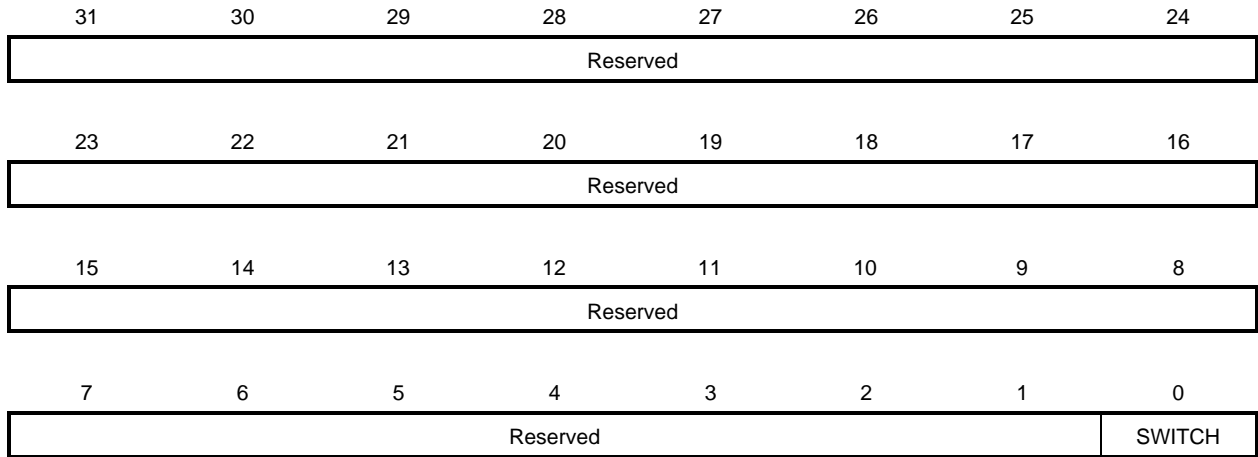 31 30 29 28 27 26 25 24
Reserved
23 22 21 20 19 18 17 16
Reserved
15 14 13 12 11 10 9 8
Reserved
7 6 5 4 3 2 1 0
Reserved SWITCH